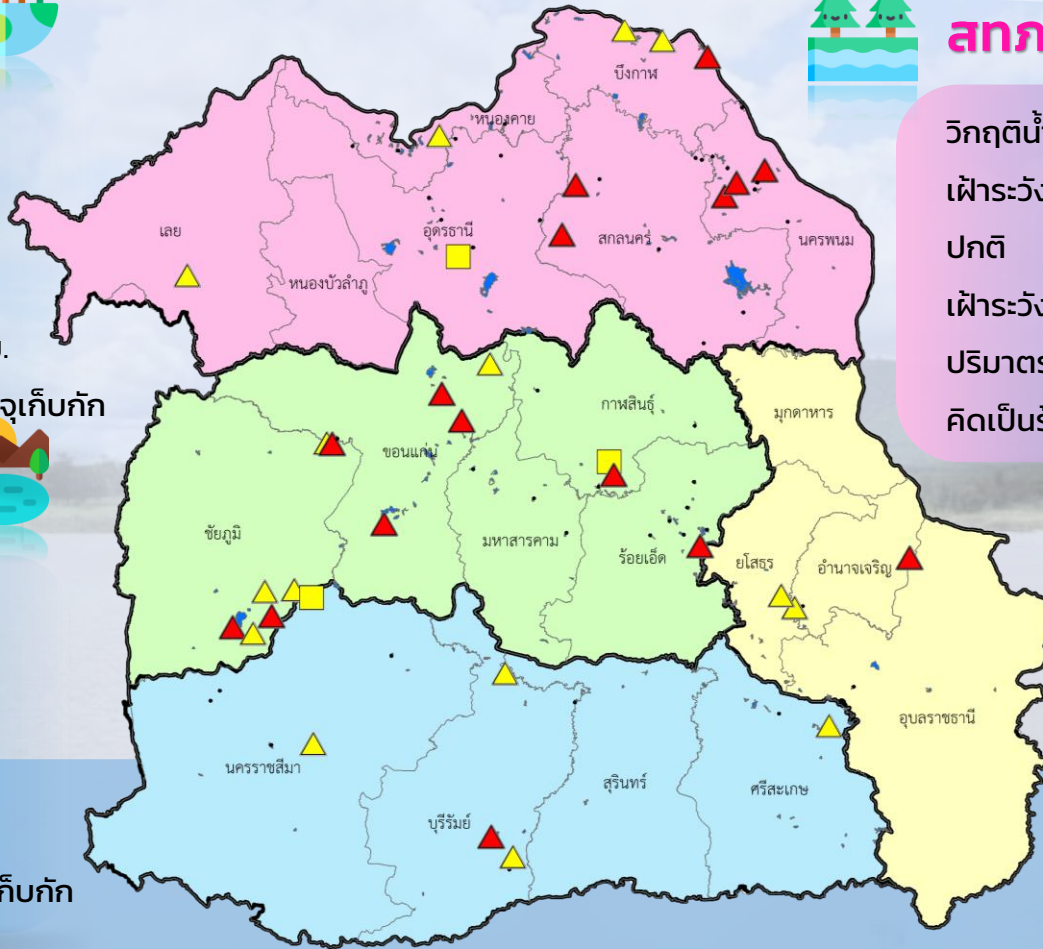 สทภ
บึงกาฬ
วิกฤติน้ำ
หนองคาย
เฝ้าระวัง
เลย
อุดรธานี
สกลนคร
นครพนม
ปกติ
หนองบัวลำภู
เฝ้าระวัง
ปริมาตร
จุเก็บกัก
กาฬสินธุ์
มุกดาหาร
คิดเป็น
ขอนแก่น
ชัยภูมิ
มหาสารคาม
ร้อยเอ็ด
ยโสธร
อำนาจเจริญ
อุบลราชธานี
นครราชสีมา
สุรินทร์
ศรีสะเกษ
บุรีรัมย์
ก็บกัก